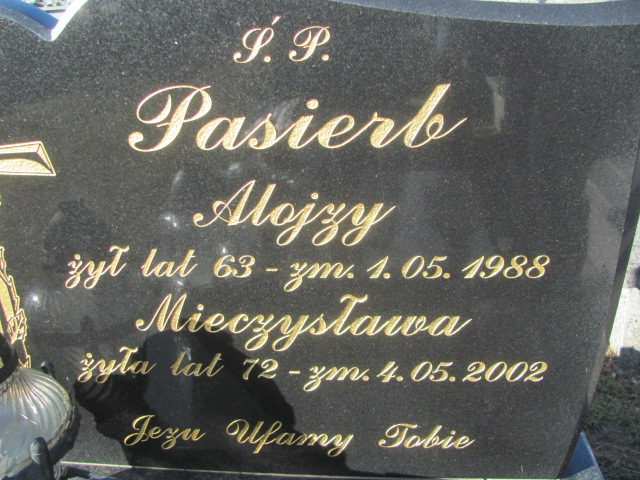 Ś. P.
Pasierb
Alojzy
żył lat 63 - zm. 1. 05. 1988
Mieczysława
żyła lat 72 - zm. 4. 05. 2002
Jezu Ufamy Tobie